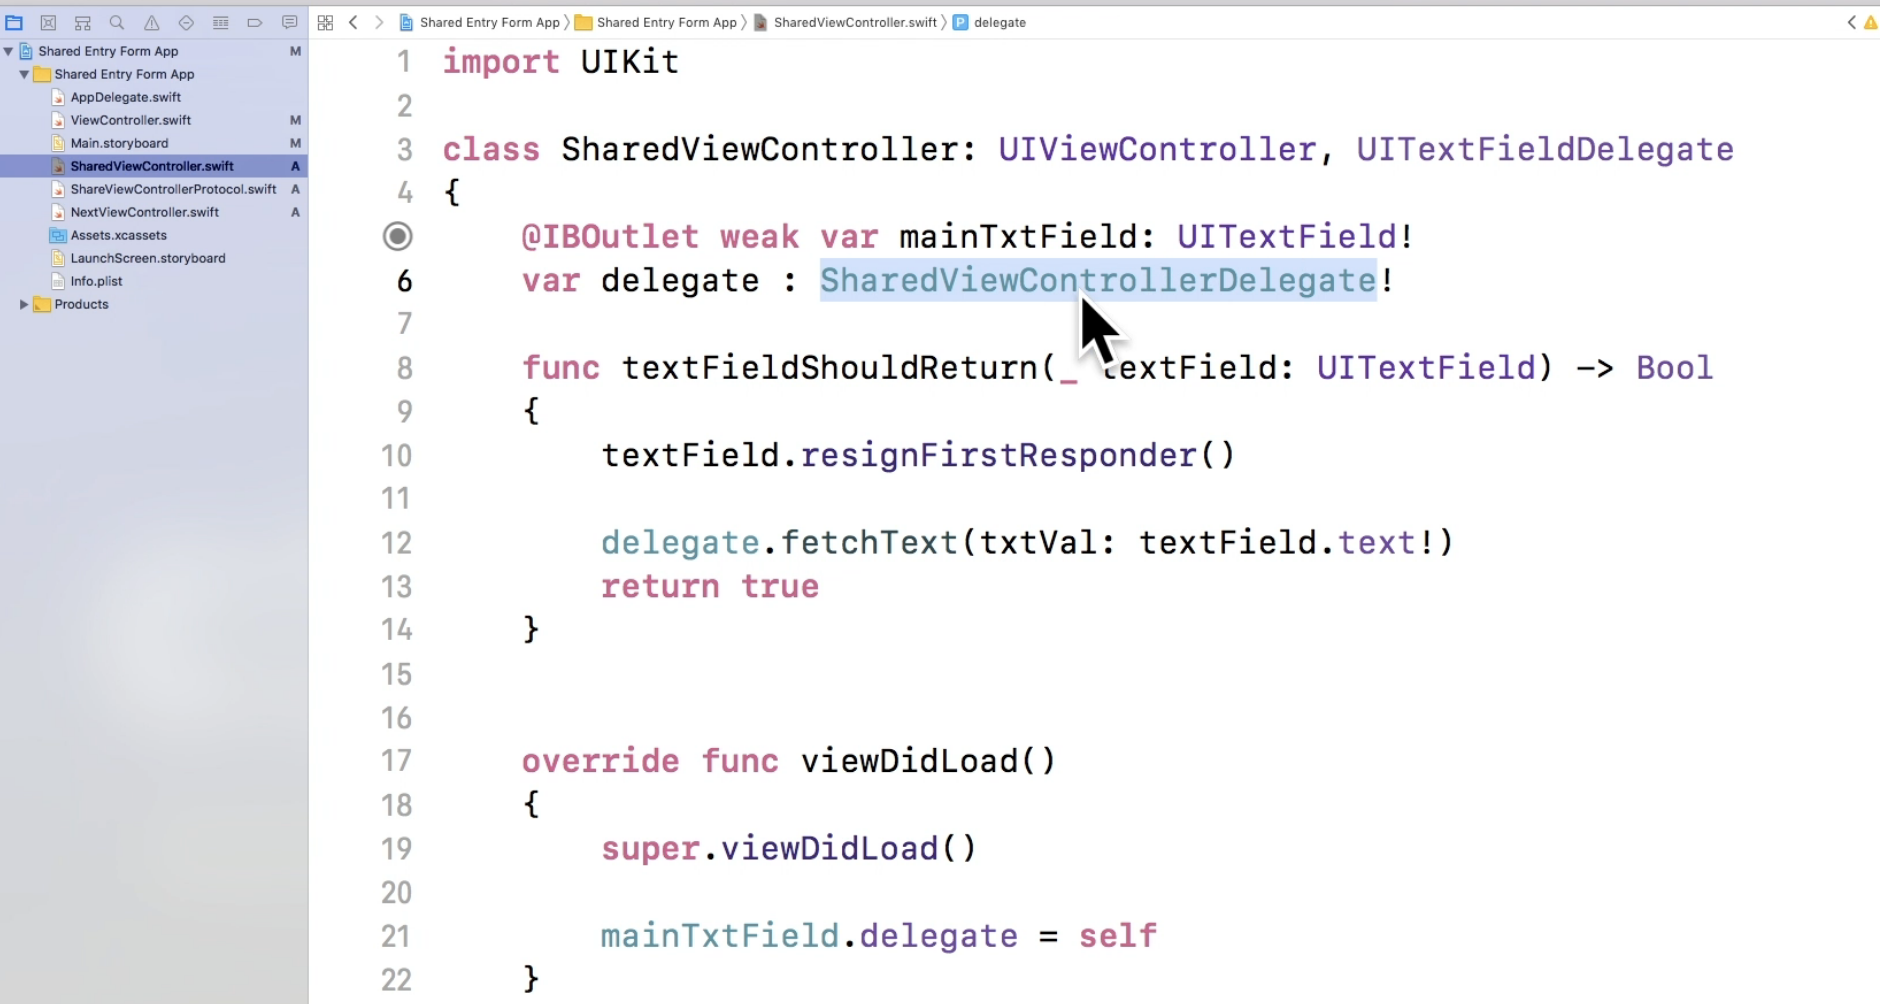 Shared Entry Form App Shared Entry Form App SharedViewController.swift P delegate
Shared Entry Form App M
Shared Entry Form App
AppDelegate.swift
ViewController.swift M
Main.storyboard M
SharedViewController.swift A
ShareViewControllerProtocol.swift A
NextViewController.swift A
Assets.xcassets
LaunchScreen.storyboard
Info.plist
Products
1 import UIKit
2
3 class SharedViewController: UIViewController, UITextFieldDelegate
4 {
@IBOutlet weak var mainTxtField: UITextField!
6 var delegate : SharedViewControllerDelegate!
7
8 func textFieldShouldReturn(_ textField: UITextField) -> Bool
9 {
10 textField.resignFirstResponder()
11
12 delegate.fetchText(txtVal: textField.text!)
13 return true
14 }
15
16
17 override func viewDidLoad()
18 {
19 super.viewDidLoad()
20
21 mainTxtField.delegate = self
22 }